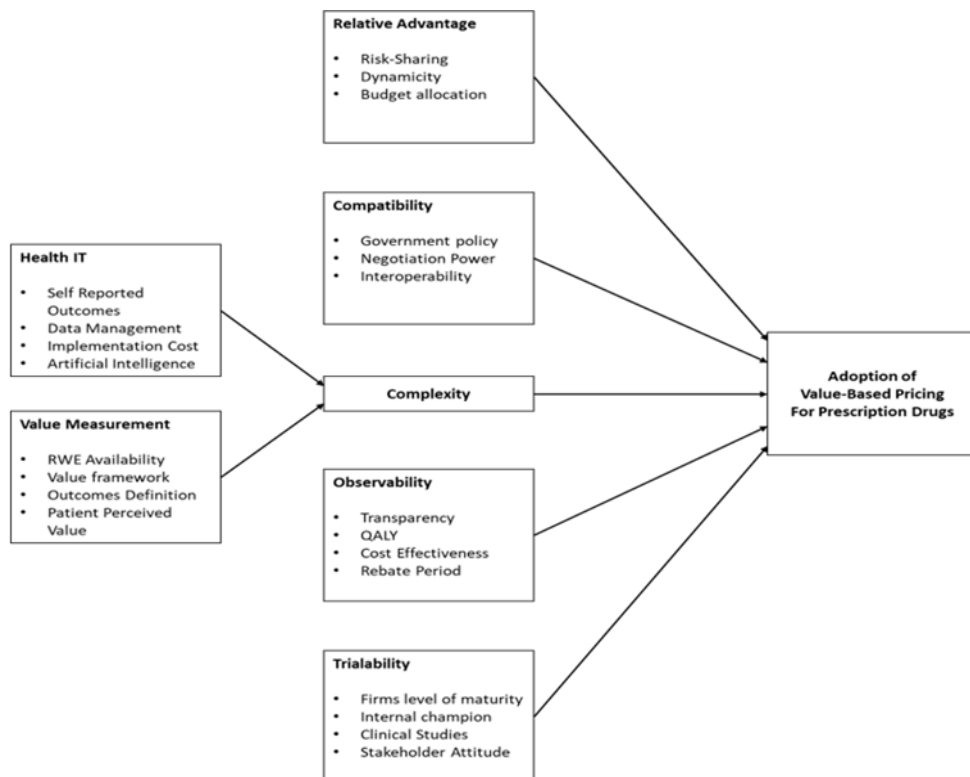 Relative Advantage
• Risk-Sharing
• Dynamicity
• Budget allocation
Compatibility
• Government policy
• Negotiation Power
• Interoperability
Health IT
• Self Reported
Outcomes
• Data Management
• Implementation Cost
• Artificial Intelligence
Complexity
Value Measurement
• RWE Availability
• Value framework
• Outcomes Definition
• Patient Perceived
Value
Observability
• Transparency
• QALY
• Cost Effectiveness
• Rebate Period
Trialability
• Firms level of maturity
• Internal champion
• Clinical Studies
• Stakeholder Attitude
Adoption of
Value-Based Pricing
For Prescription Drugs